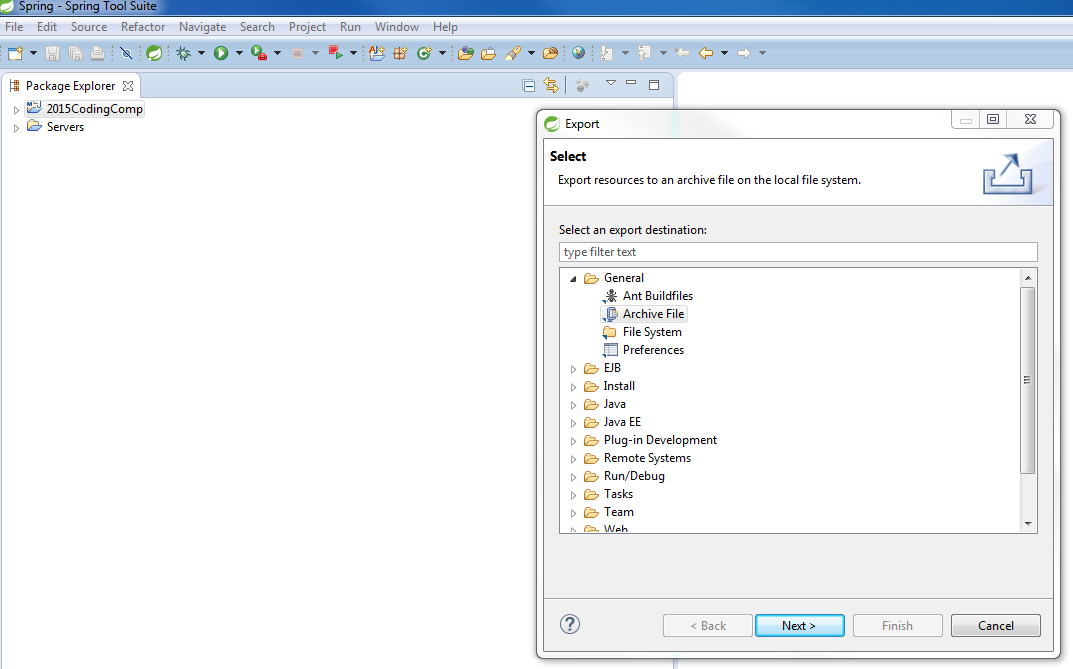 Spring - Spring Tool Suite
File Edit Source Refactor Navigate Search Project Run Window Help
Package Explorer
2015CodingComp
Servers
Export
Select
Export resources to an archive file on the local file system.
Select an export destination:
type filter text
General
Ant Buildfiles
Archive File
File System
Preferences
EJB
Install
Java
Java EE
Plug-in Development
Remote Systems
Run/Debug
Tasks
Team
Web
< Back Next > Finish Cancel